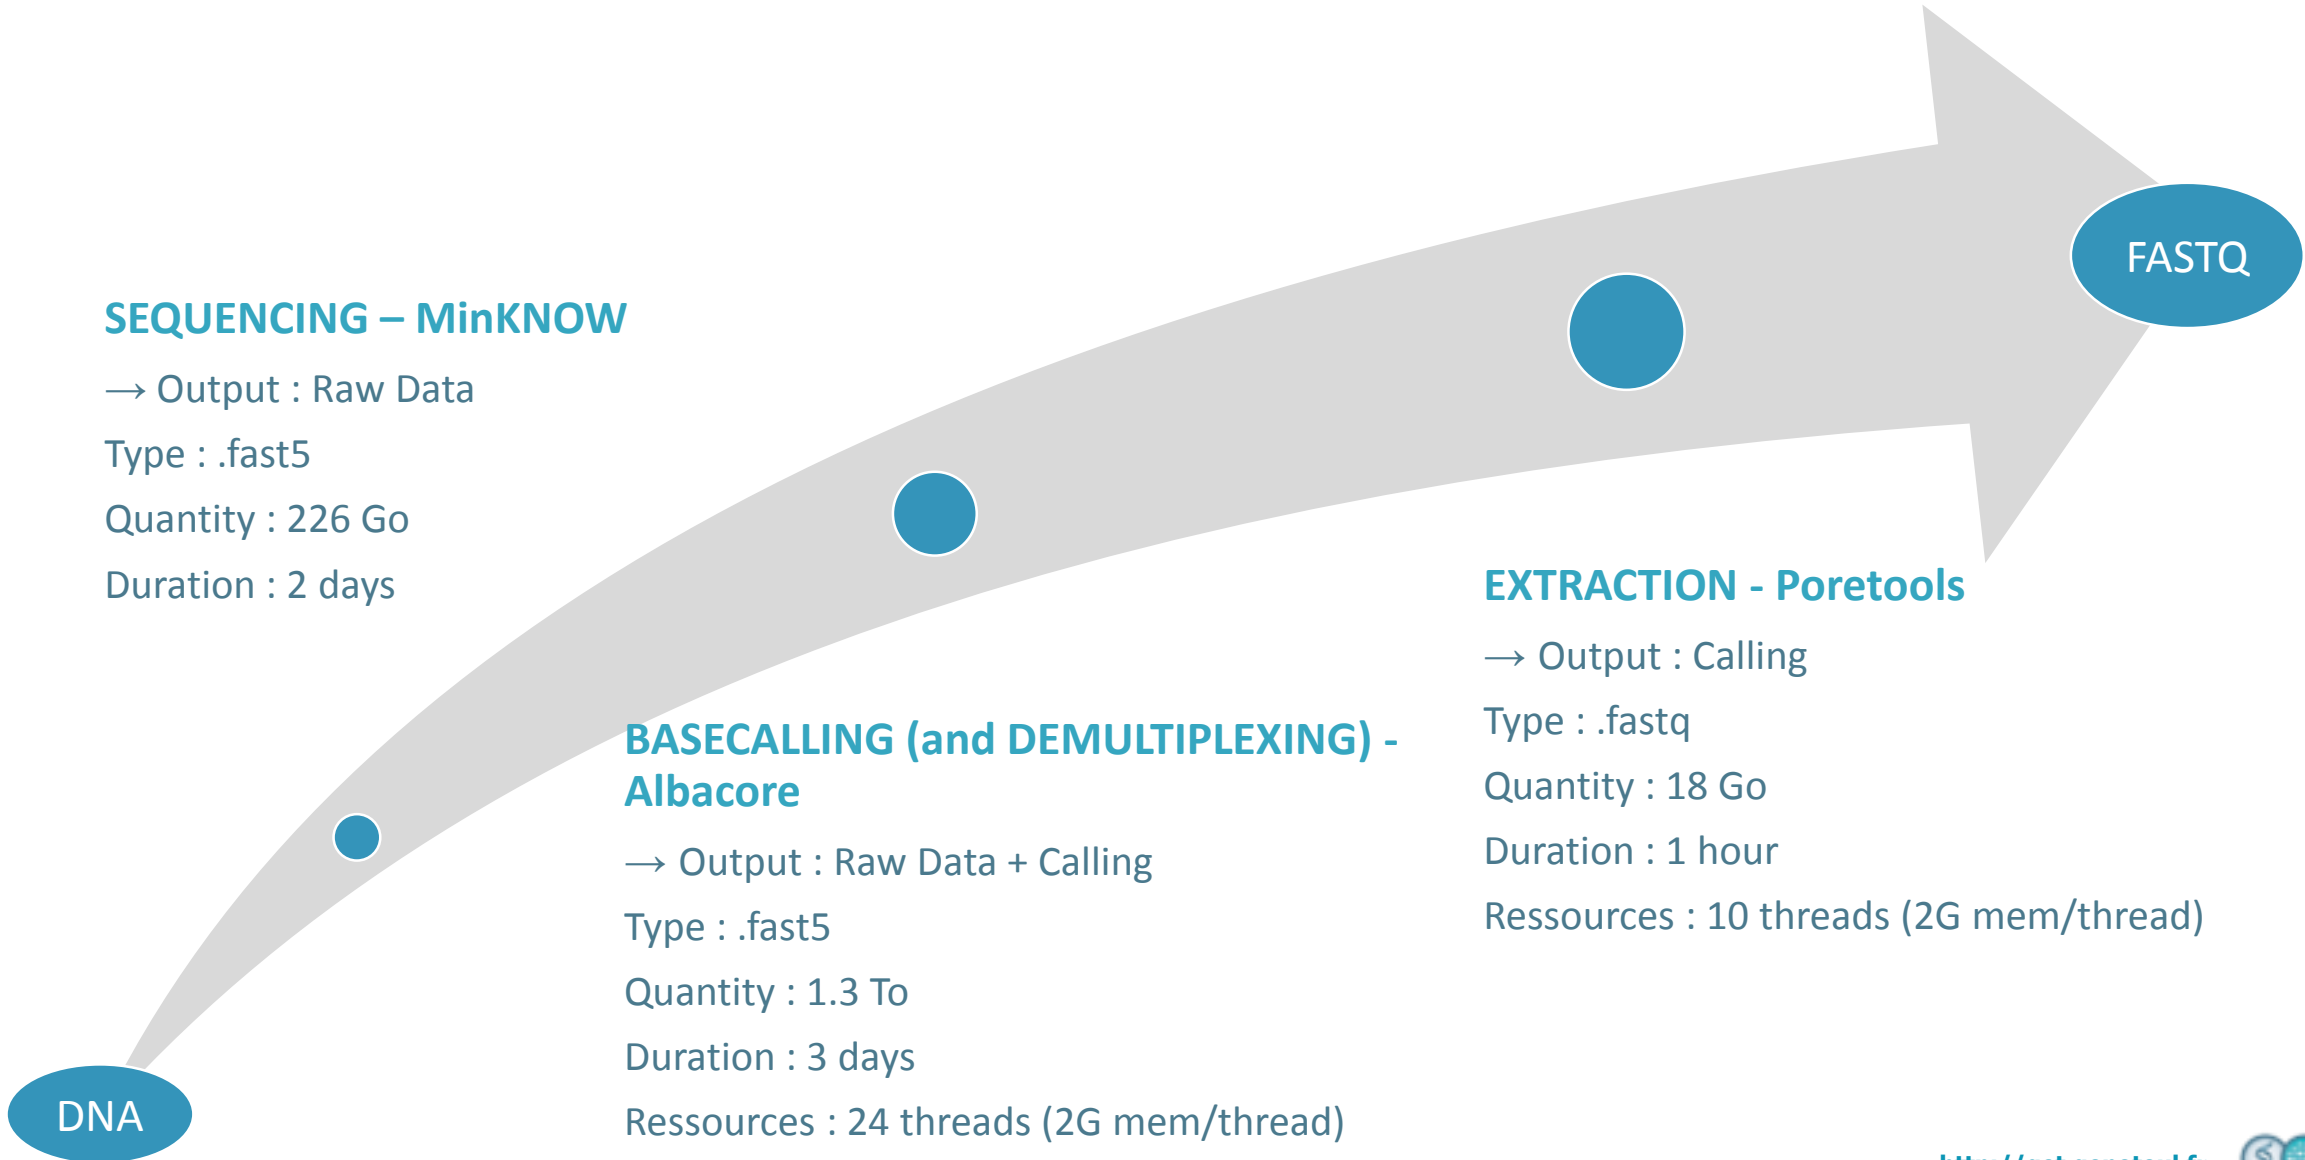 FASTQ
SEQUENCING – MinKNOW
→ Output : Raw Data
Type : .fast5
Quantity : 226 Go
Duration : 2 days
EXTRACTION - Poretools
→ Output : Calling
Type : .fastq
Quantity : 18 Go
Duration : 1 hour
Ressources : 10 threads (2G mem/thread)
BASECALLING (and DEMULTIPLEXING) -
Albacore
→ Output : Raw Data + Calling
Type : .fast5
Quantity : 1.3 To
Duration : 3 days
Ressources : 24 threads (2G mem/thread)
DNA